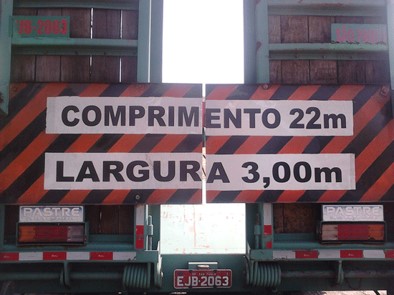 COMPRIMENTO 22m
LARGURA 3,00m
PASTRE
PASTRE
EJB-2063